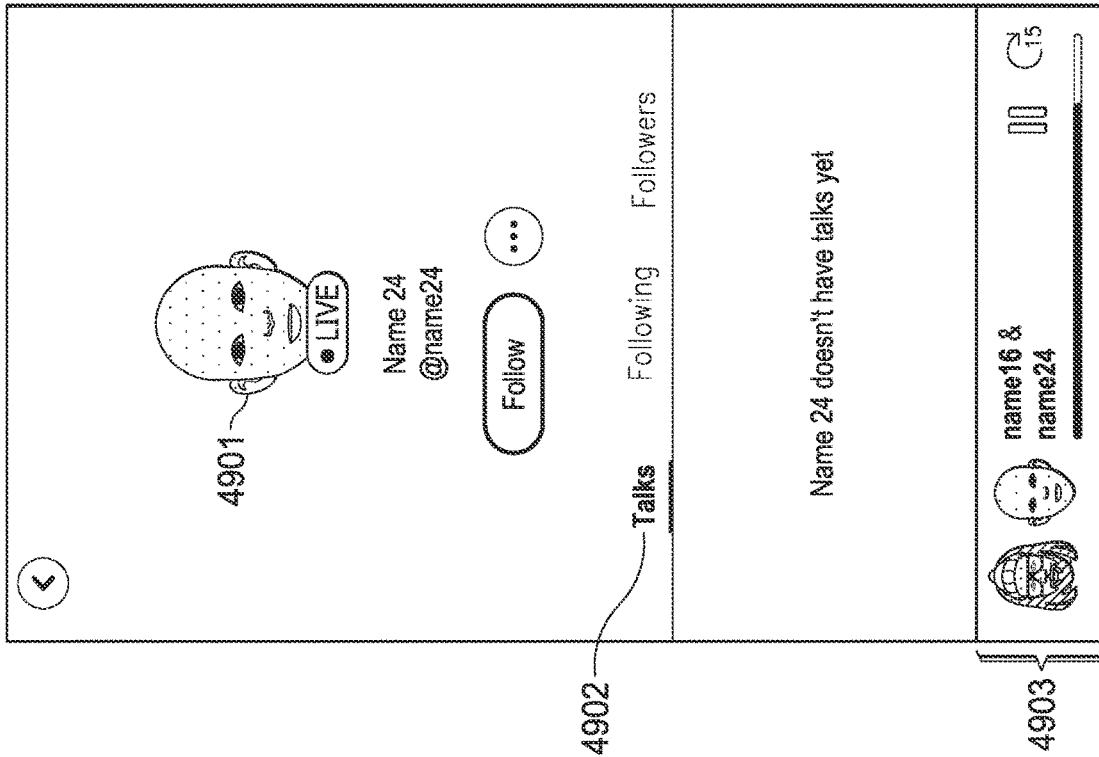 4901
LIVE
Name 24
@name24
Follow
4902
Talks Following Followers
Name 24 doesn't have talks yet
4903
name16 &
name24
15